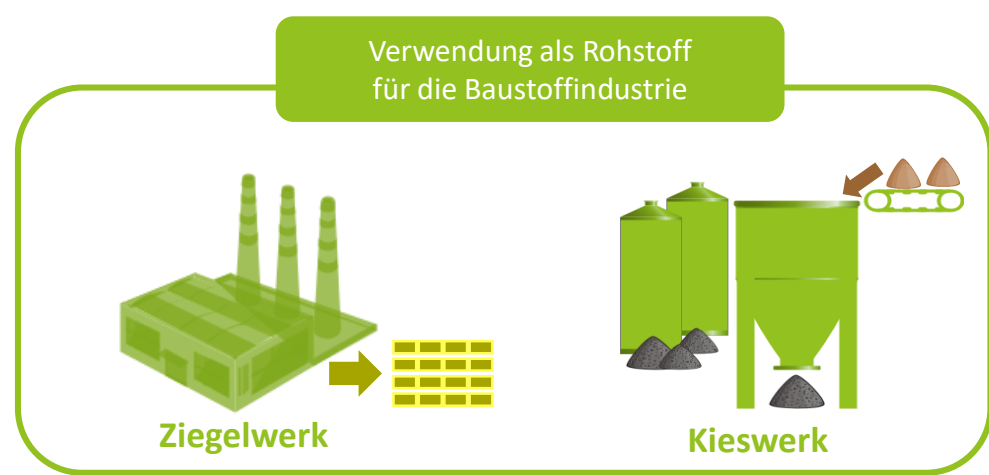 Verwendung als Rohstoff
für die Baustoffindustrie
Ziegelwerk
Kieswerk